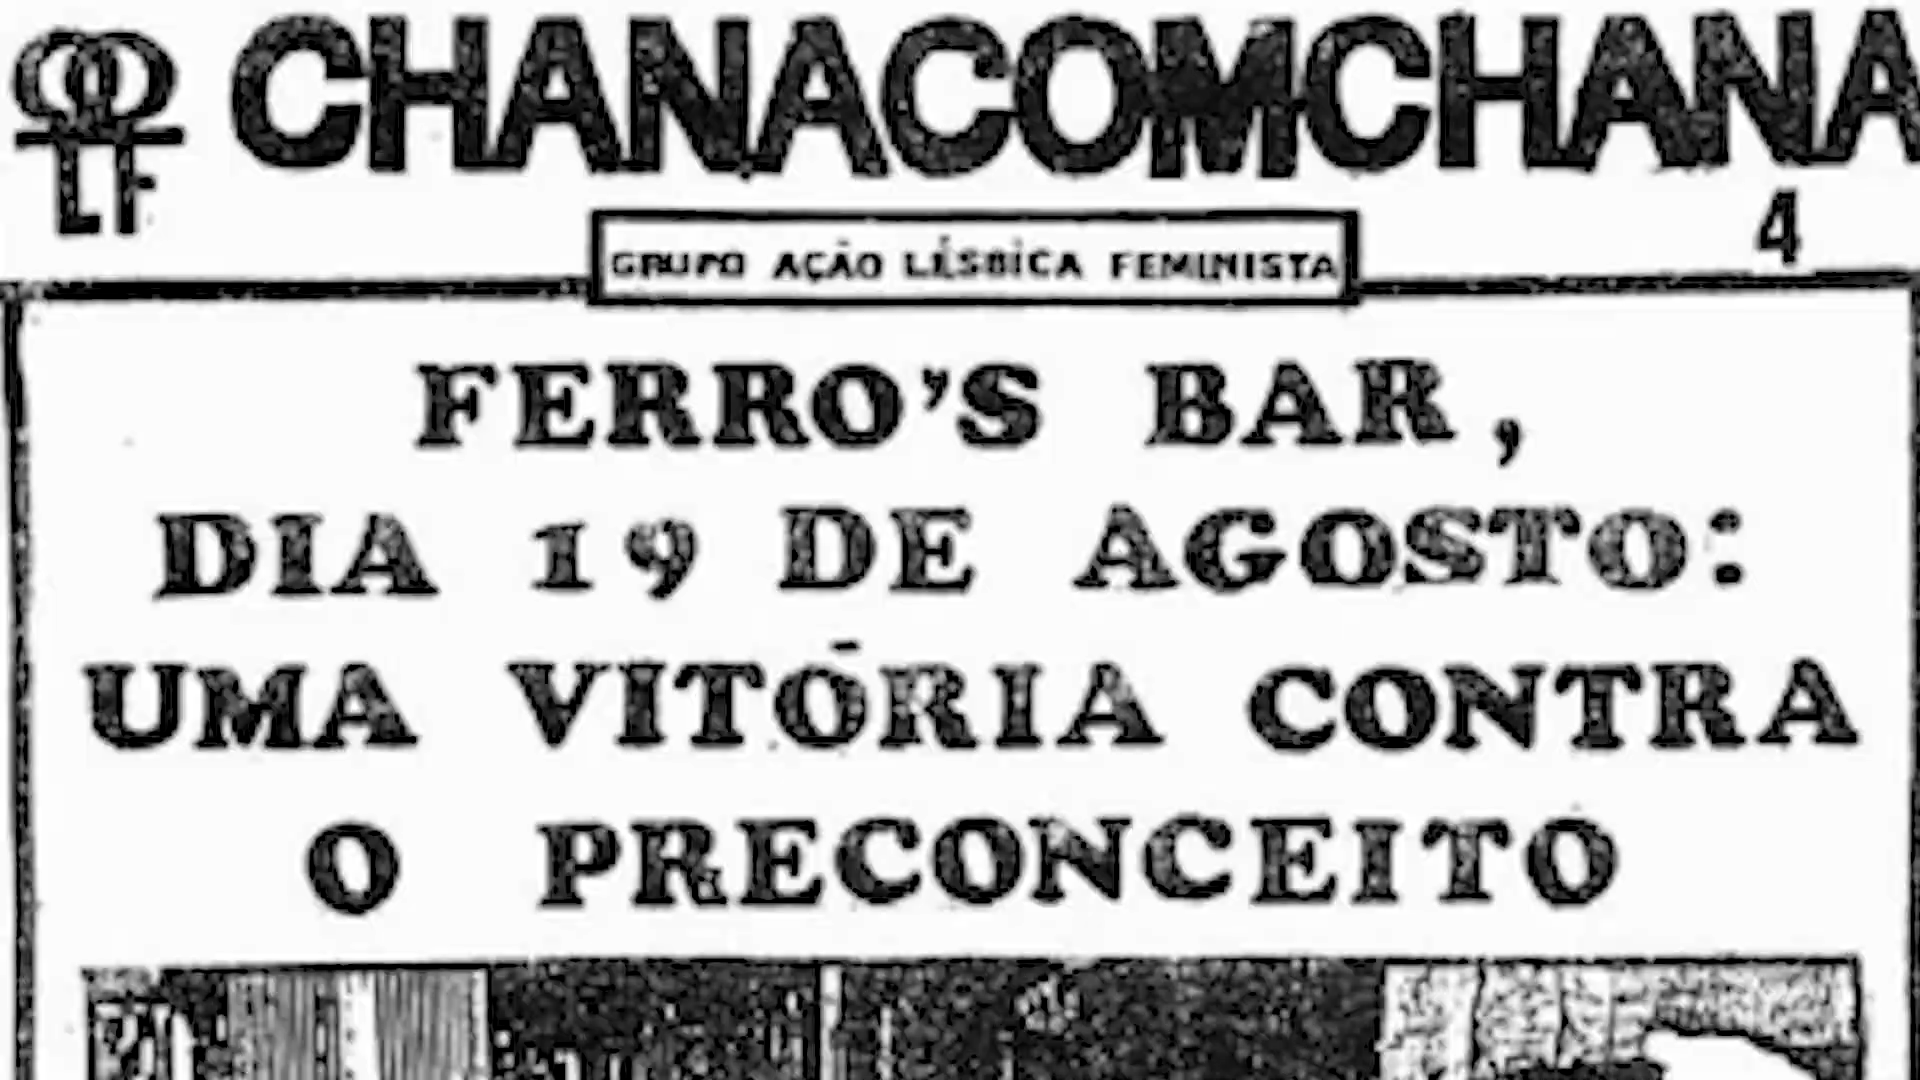 LF
CHANACOMCHANA
4
GRUPO AÇÃO LÉSBICA FEMINISTA
FERRO'S BAR,
DIA 19 DE AGOSTO:
UMA VITÓRIA CONTRA
O PRECONCEITO